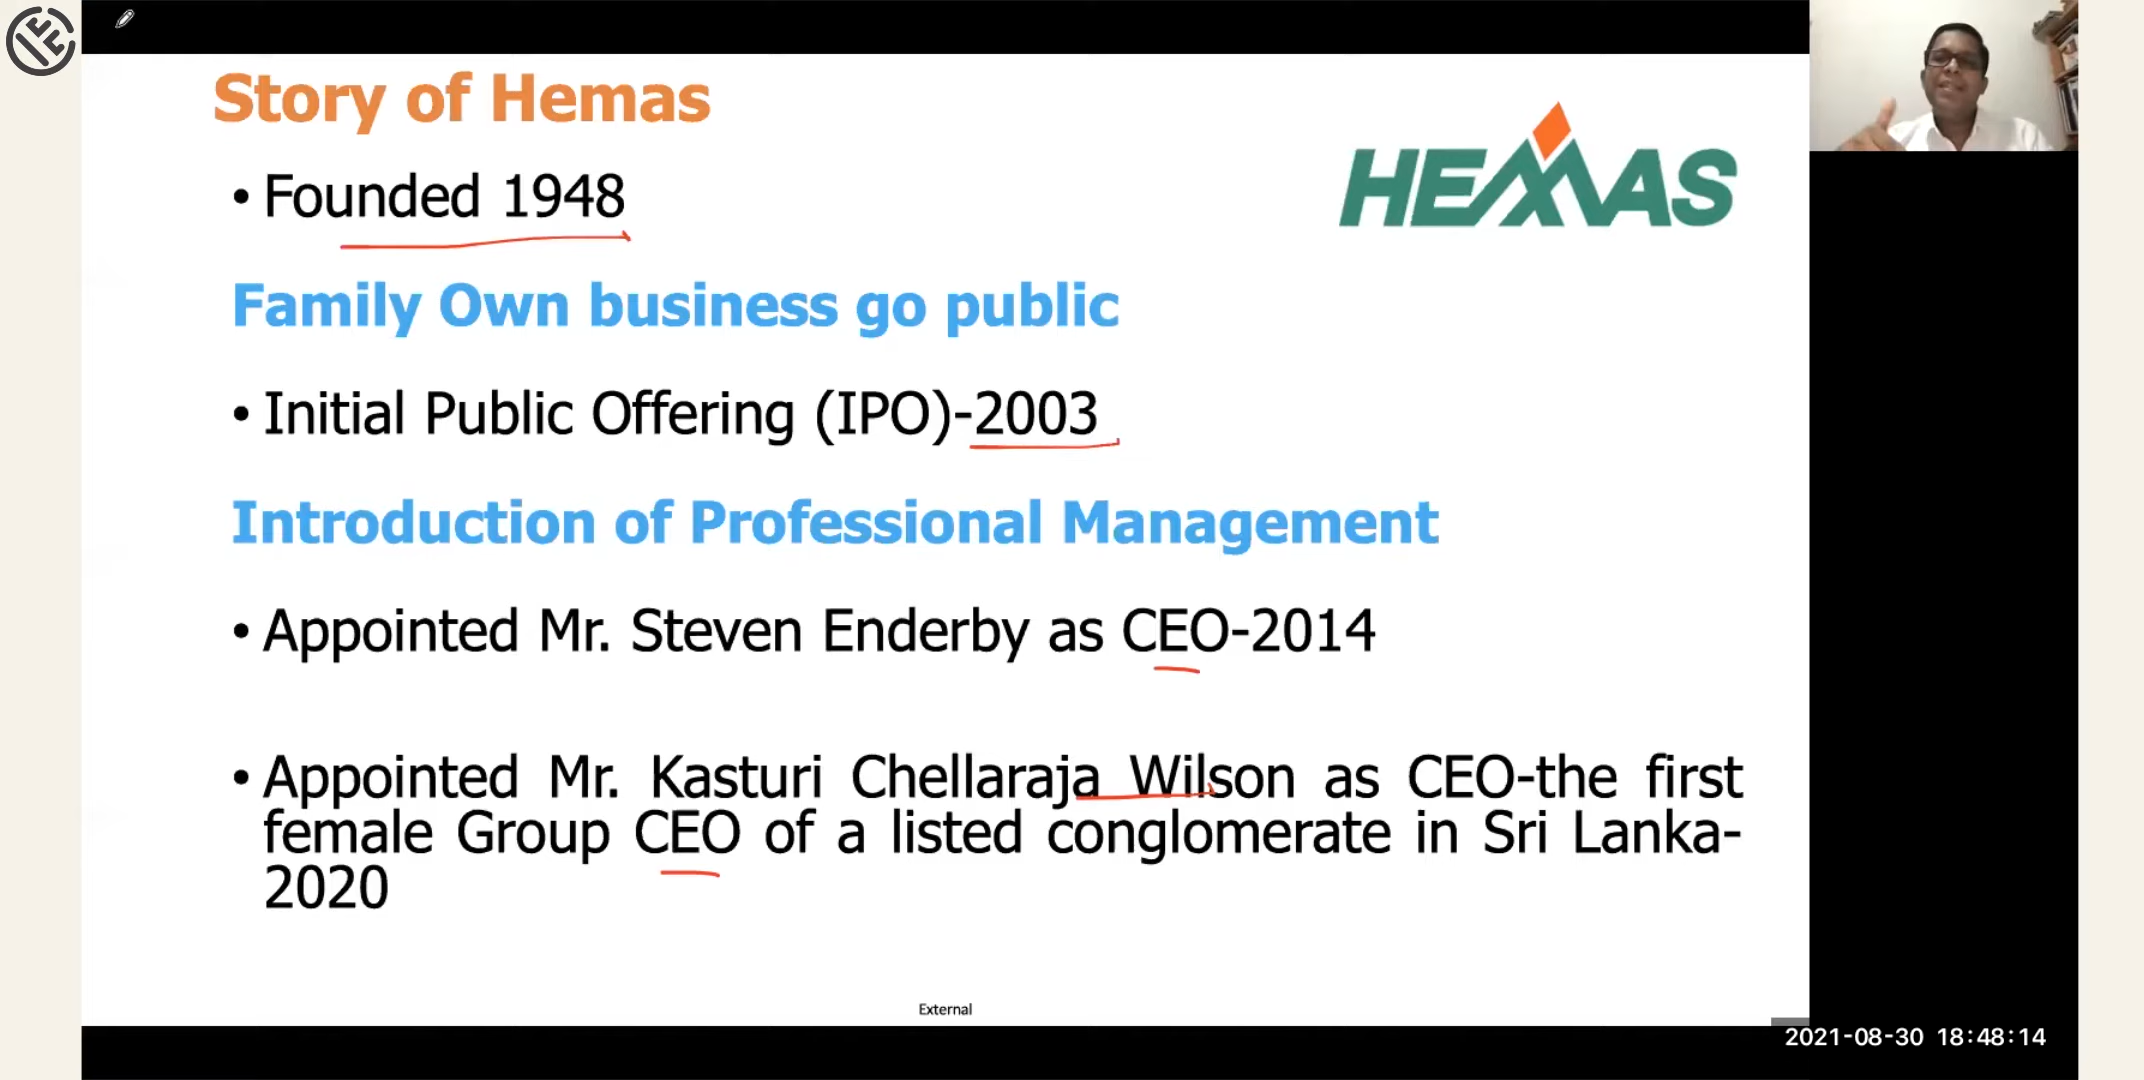 Story of Hemas
HEMAS
• Founded 1948
Family Own business go public
• Initial Public Offering (IPO)-2003
Introduction of Professional Management
• Appointed Mr. Steven Enderby as CEO-2014
• Appointed Mr. Kasturi Chellaraja Wilson as CEO-the first
female Group CEO of a listed conglomerate in Sri Lanka-
2020
External
2021-08-30 18:48:14